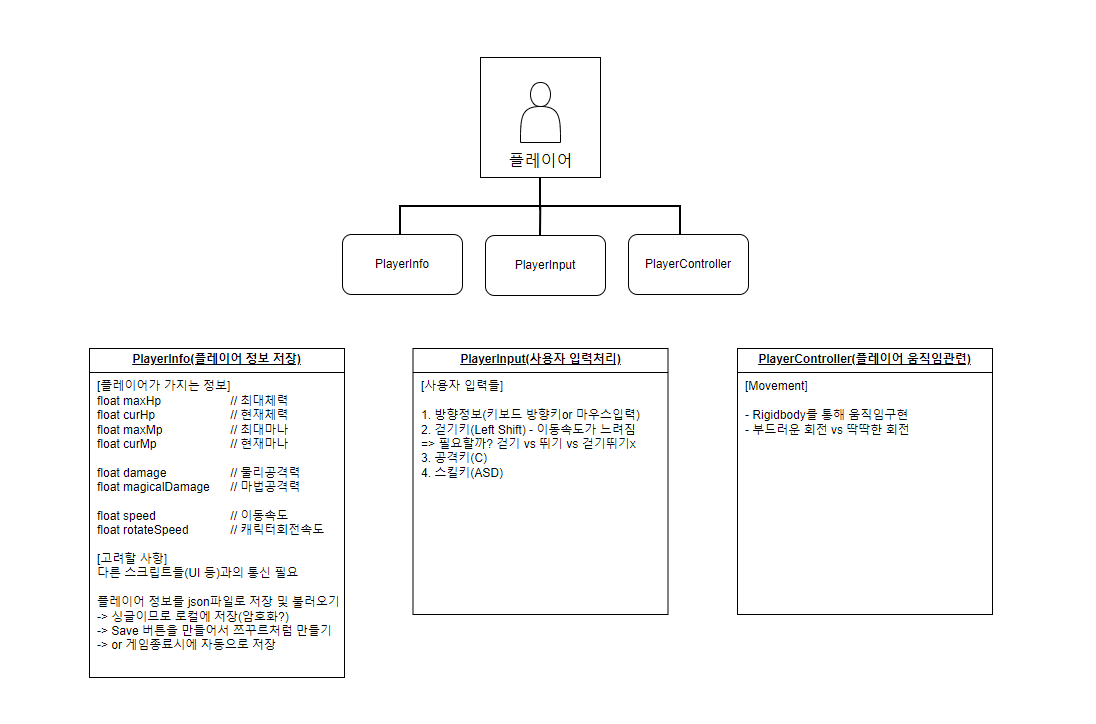 플레이어
PlayerInfo
PlayerInput
PlayerController
PlayerInfo(플레이어 정보 저장)
[플레이어가 가지는 정보]
float maxHp // 최대체력
float curHp // 현재체력
float maxMp // 최대마나
float curMp // 현재마나
float damage // 물리공격력
float magicalDamage // 마법공격력
float speed // 이동속도
float rotateSpeed // 캐릭터회전속도
[고려할 사항]
다른 스크립트들(UI 등)과의 통신 필요
플레이어 정보를 json파일로 저장 및 불러오기
-> 싱글이므로 로컬에 저장(암호화?)
-> Save 버튼을 만들어서 쯔꾸르처럼 만들기
-> or 게임종료시에 자동으로 저장
PlayerInput(사용자 입력처리)
[사용자 입력들]
1. 방향정보(키보드 방향키or 마우스입력)
2. 걷기키(Left Shift) - 이동속도가 느려짐
=> 필요할까? 걷기 vs 뛰기 vs 걷기뛰기x
3. 공격키(C)
4. 스킬키(ASD)
PlayerController(플레이어 움직임관련)
[Movement]
- Rigidbody를 통해 움직임구현
- 부드러운 회전 vs 딱딱한 회전